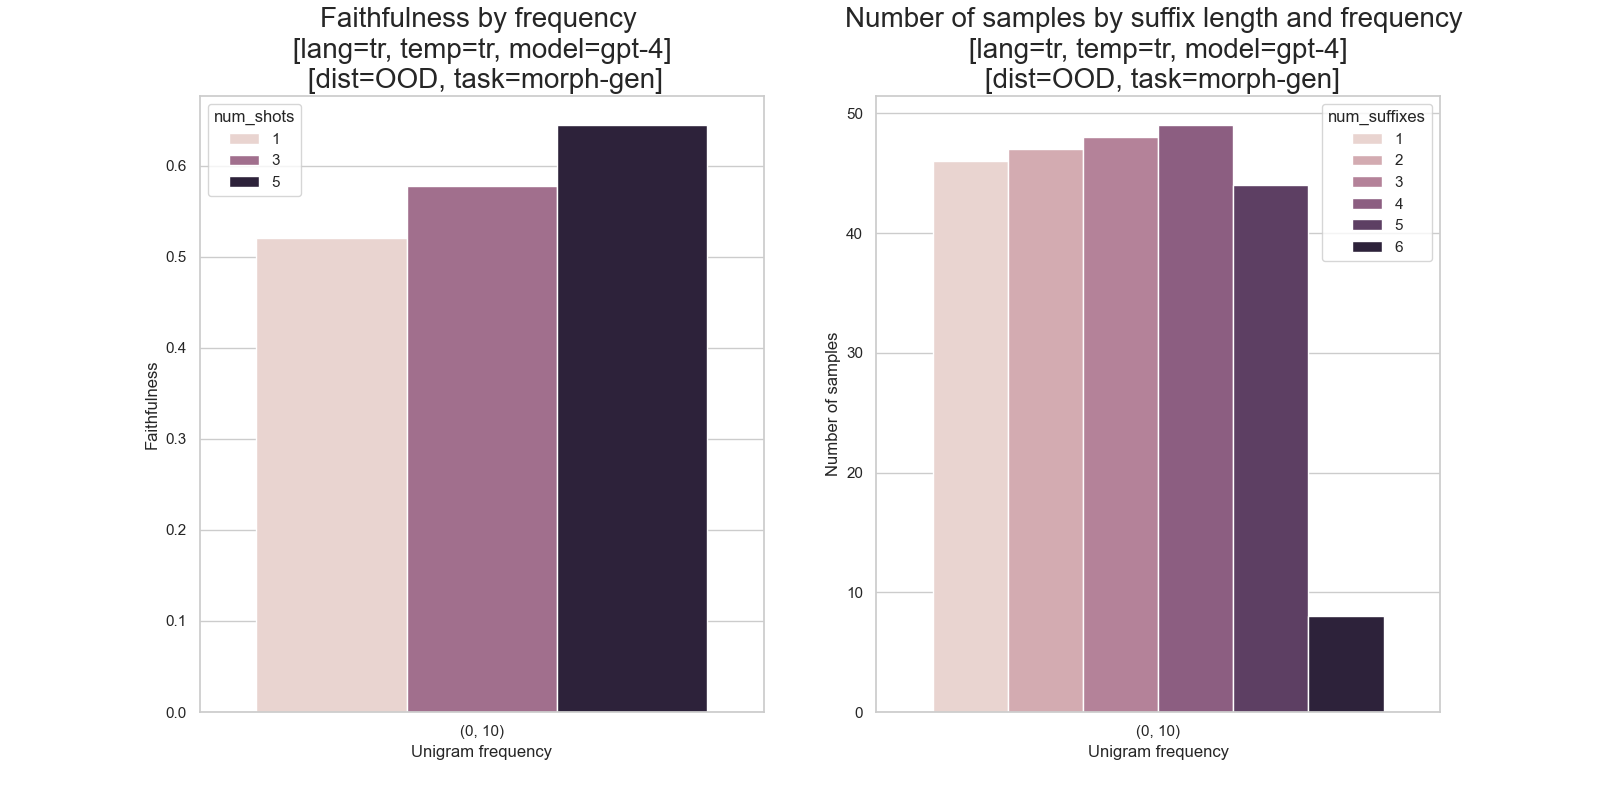 Faithfulness by frequency
[lang=tr, temp=tr, model=gpt-4]
[dist=OOD, task=morph-gen]
num_shots
1
3
5
0.6
0.5
0.4
0.3
0.2
0.1
0.0
Faithfulness
(0, 10)
Unigram frequency
Number of samples by suffix length and frequency
[lang=tr, temp=tr, model=gpt-4]
[dist=OOD, task=morph-gen]
num_suffixes
1
2
3
4
5
6
50
40
30
20
10
0
Number of samples
(0, 10)
Unigram frequency